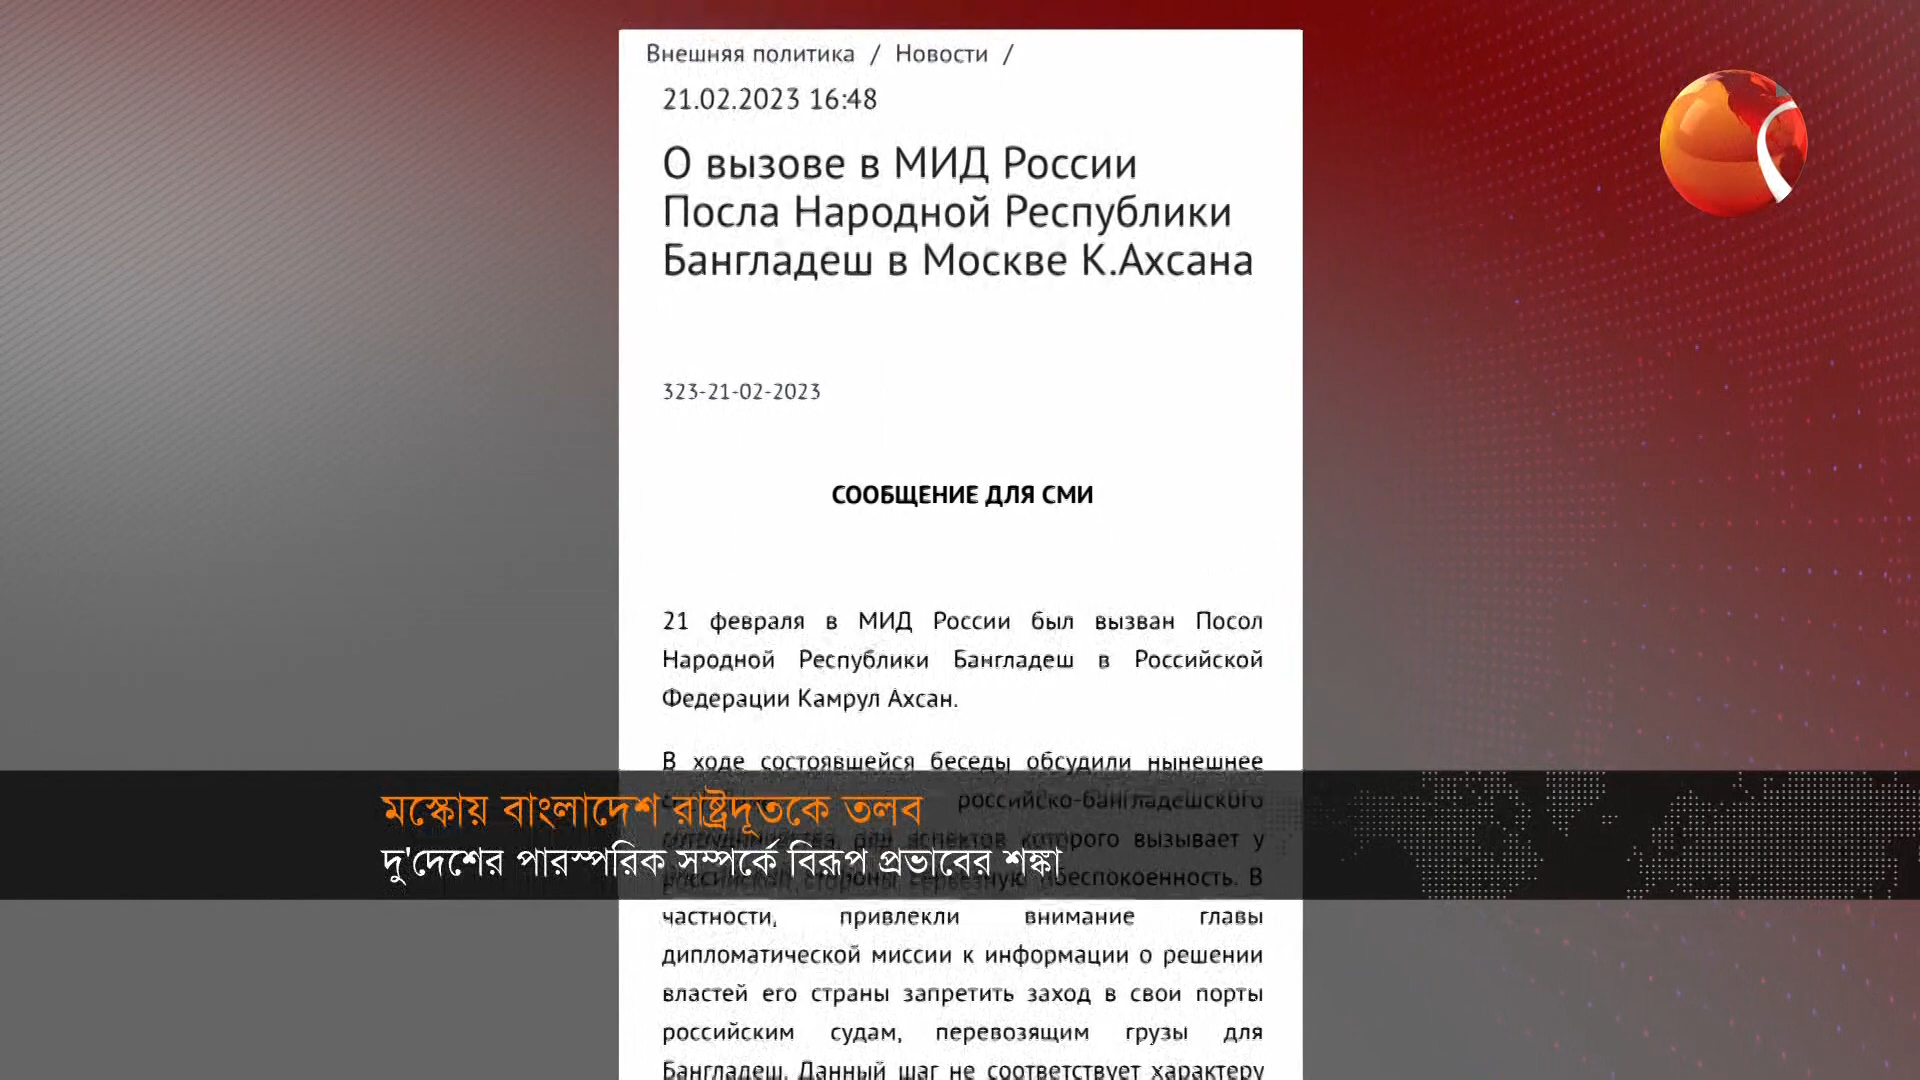 Внешняя политика / Новости /
21.02.2023 16:48
О вызове в МИД России
Посла Народной Республики
Бангладеш в Москве К.Ахсана
323-21-02-2023
СООБЩЕНИЕ ДЛЯ СМИ
21 февраля в МИД России был вызван Посол
Народной Республики Бангладеш в Российской
Федерации Камрул Ахсан.
В ходе состоявшейся беседы обсудили нынешнее
российско-бангладешского
которого вызывает у
обеспокоенность. В
মস্কোয় বাংলাদেশ রাষ্ট্রদূতকে তলব
দু'দেশের পারস্পরিক সম্পর্কে বিরূপ প্রভাবের শঙ্কা
частности, привлекли внимание главы
дипломатической миссии к информации о решении
властей его страны запретить заход в свои порты
российским судам, перевозящим грузы для
Бангладеш. Данный шаг не соответствует характеру